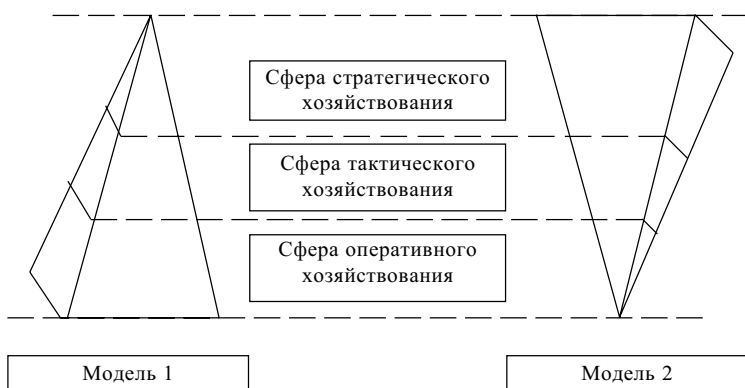 Сфера стратегического
хозяйствования
Сфера тактического
хозяйствования
Сфера оперативного
хозяйствования
Модель 1
Модель 2